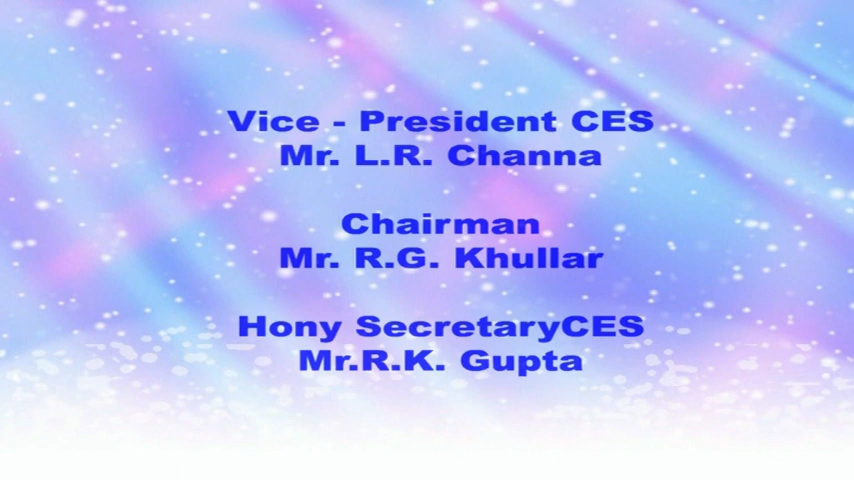 Vice - President CES
Mr. L.R. Channa
Chairman
Mr. R.G. Khullar
Hony SecretaryCES
Mr.R.K. Gupta